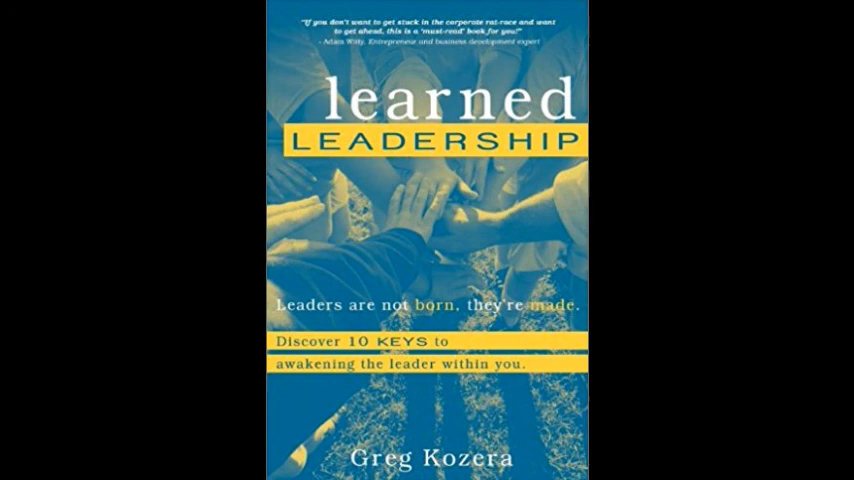 "If you don't want to get stuck in the corporate rat-race and want
to get ahead, this is a 'must-read' book for you!"
- Adam Witty, Entrepreneur and business development expert
learned
LEADERSHIP
Leaders are not born, they're made.
Discover 10 KEYS to
awakening the leader within you.
Greg Kozera